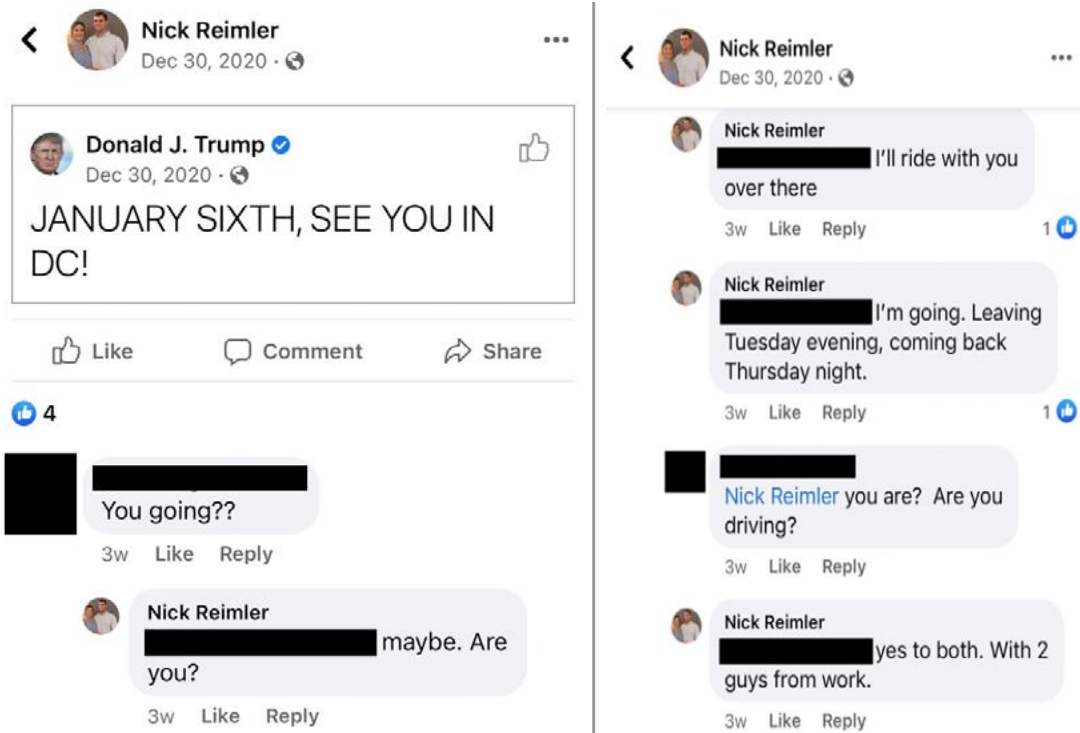 Nick Reimler
Dec 30, 2020 ·
Donald J. Trump
Dec 30, 2020 ·
JANUARY SIXTH, SEE YOU IN
DC!
Like Comment Share
4
You going??
3w Like Reply
Nick Reimler
maybe. Are
you?
3w Like Reply
Nick Reimler
Dec 30, 2020 ·
Nick Reimler
I'll ride with you
over there
3w Like Reply 1
Nick Reimler
I'm going. Leaving
Tuesday evening, coming back
Thursday night.
3w Like Reply 1
Nick Reimler you are? Are you
driving?
3w Like Reply
Nick Reimler
yes to both. With 2
guys from work.
3w Like Reply